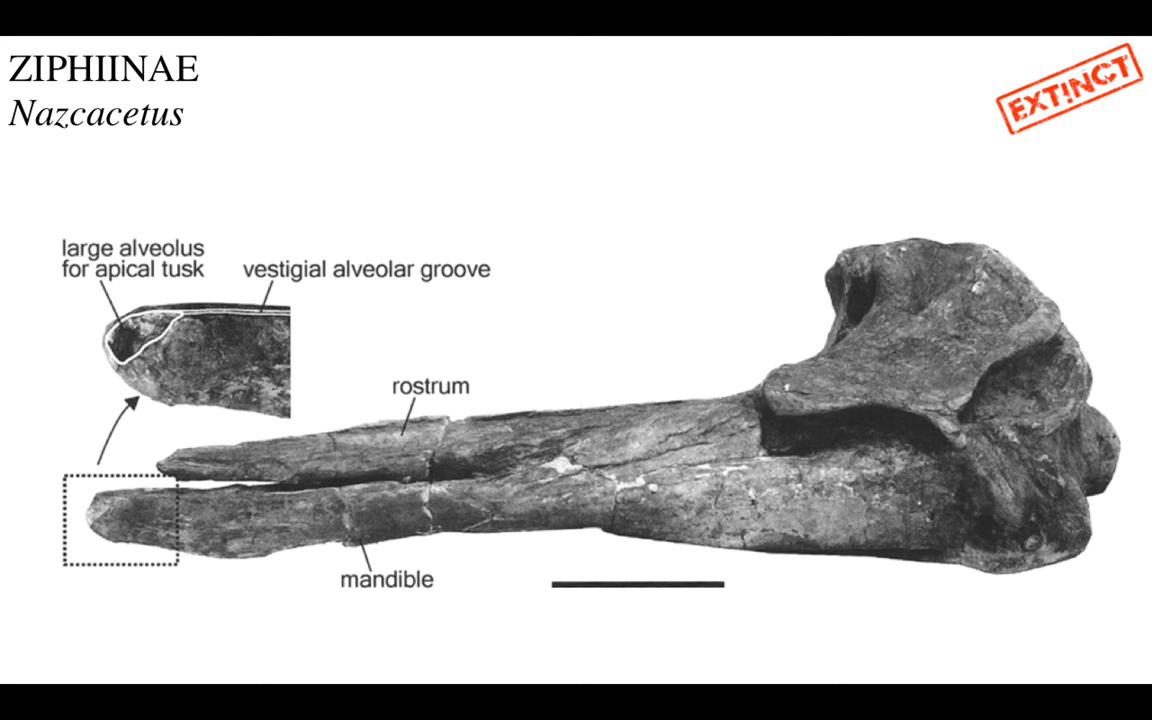 ZIPHIINAE
Nazcacetus
EXTINCT
large alveolus
for apical tusk
vestigial alveolar groove
rostrum
mandible